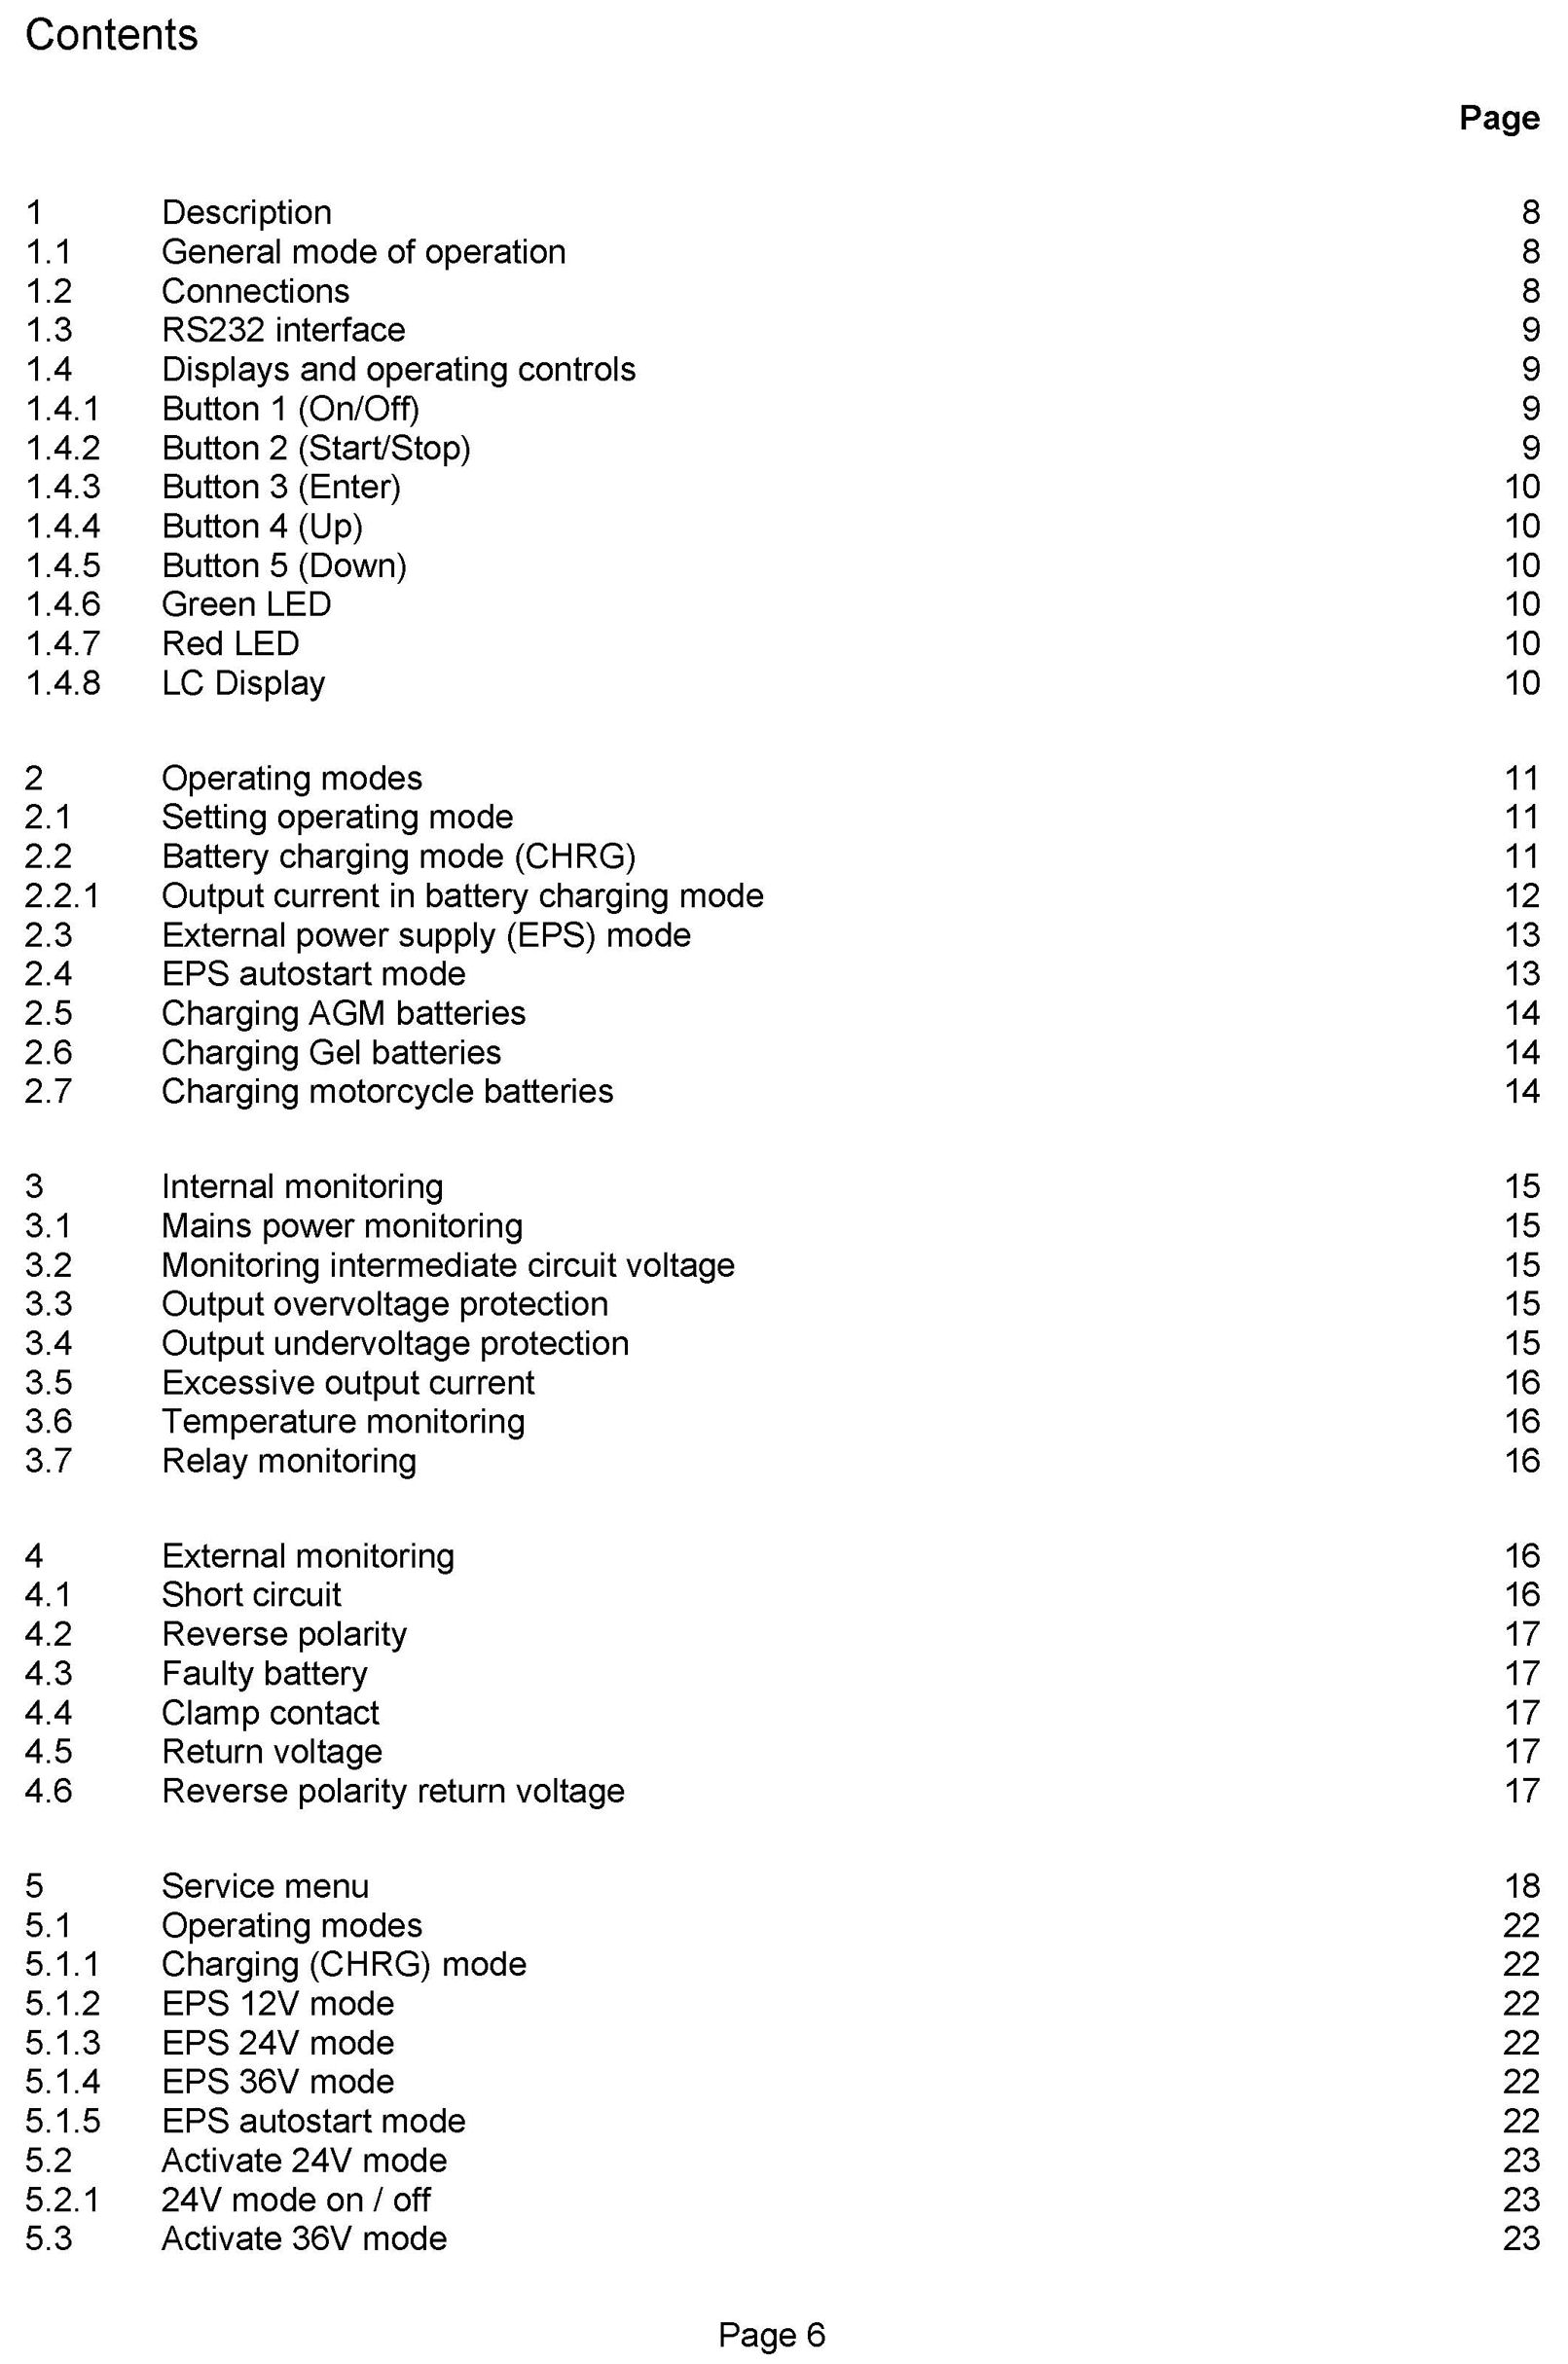 Contents
Page
1 Description 8
1.1 General mode of operation 8
1.2 Connections 8
1.3 RS232 interface 9
1.4 Displays and operating controls 9
1.4.1 Button 1 (On/Off) 9
1.4.2 Button 2 (Start/Stop) 9
1.4.3 Button 3 (Enter) 10
1.4.4 Button 4 (Up) 10
1.4.5 Button 5 (Down) 10
1.4.6 Green LED 10
1.4.7 Red LED 10
1.4.8 LC Display 10
2 Operating modes 11
2.1 Setting operating mode 11
2.2 Battery charging mode (CHRG) 11
2.2.1 Output current in battery charging mode 12
2.3 External power supply (EPS) mode 13
2.4 EPS autostart mode 13
2.5 Charging AGM batteries 14
2.6 Charging Gel batteries 14
2.7 Charging motorcycle batteries 14
3 Internal monitoring 15
3.1 Mains power monitoring 15
3.2 Monitoring intermediate circuit voltage 15
3.3 Output overvoltage protection 15
3.4 Output undervoltage protection 15
3.5 Excessive output current 16
3.6 Temperature monitoring 16
3.7 Relay monitoring 16
4 External monitoring 16
4.1 Short circuit 16
4.2 Reverse polarity 17
4.3 Faulty battery 17
4.4 Clamp contact 17
4.5 Return voltage 17
4.6 Reverse polarity return voltage 17
5 Service menu 18
5.1 Operating modes 22
5.1.1 Charging (CHRG) mode 22
5.1.2 EPS 12V mode 22
5.1.3 EPS 24V mode 22
5.1.4 EPS 36V mode 22
5.1.5 EPS autostart mode 22
5.2 Activate 24V mode 23
5.2.1 24V mode on / off 23
5.3 Activate 36V mode 23
Page 6